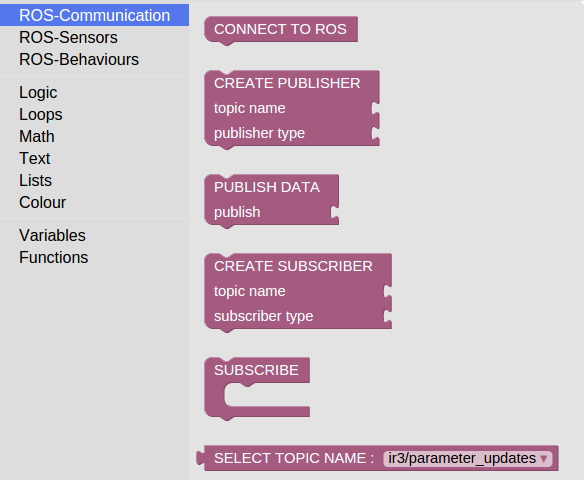 ROS-Communication
ROS-Sensors
ROS-Behaviours
Logic
Loops
Math
Text
Lists
Colour
Variables
Functions
CONNECT TO ROS
CREATE PUBLISHER
topic name
publisher type
PUBLISH DATA
publish
CREATE SUBSCRIBER
topic name
subscriber type
SUBSCRIBE
SELECT TOPIC NAME : ir3/parameter_updates ▾